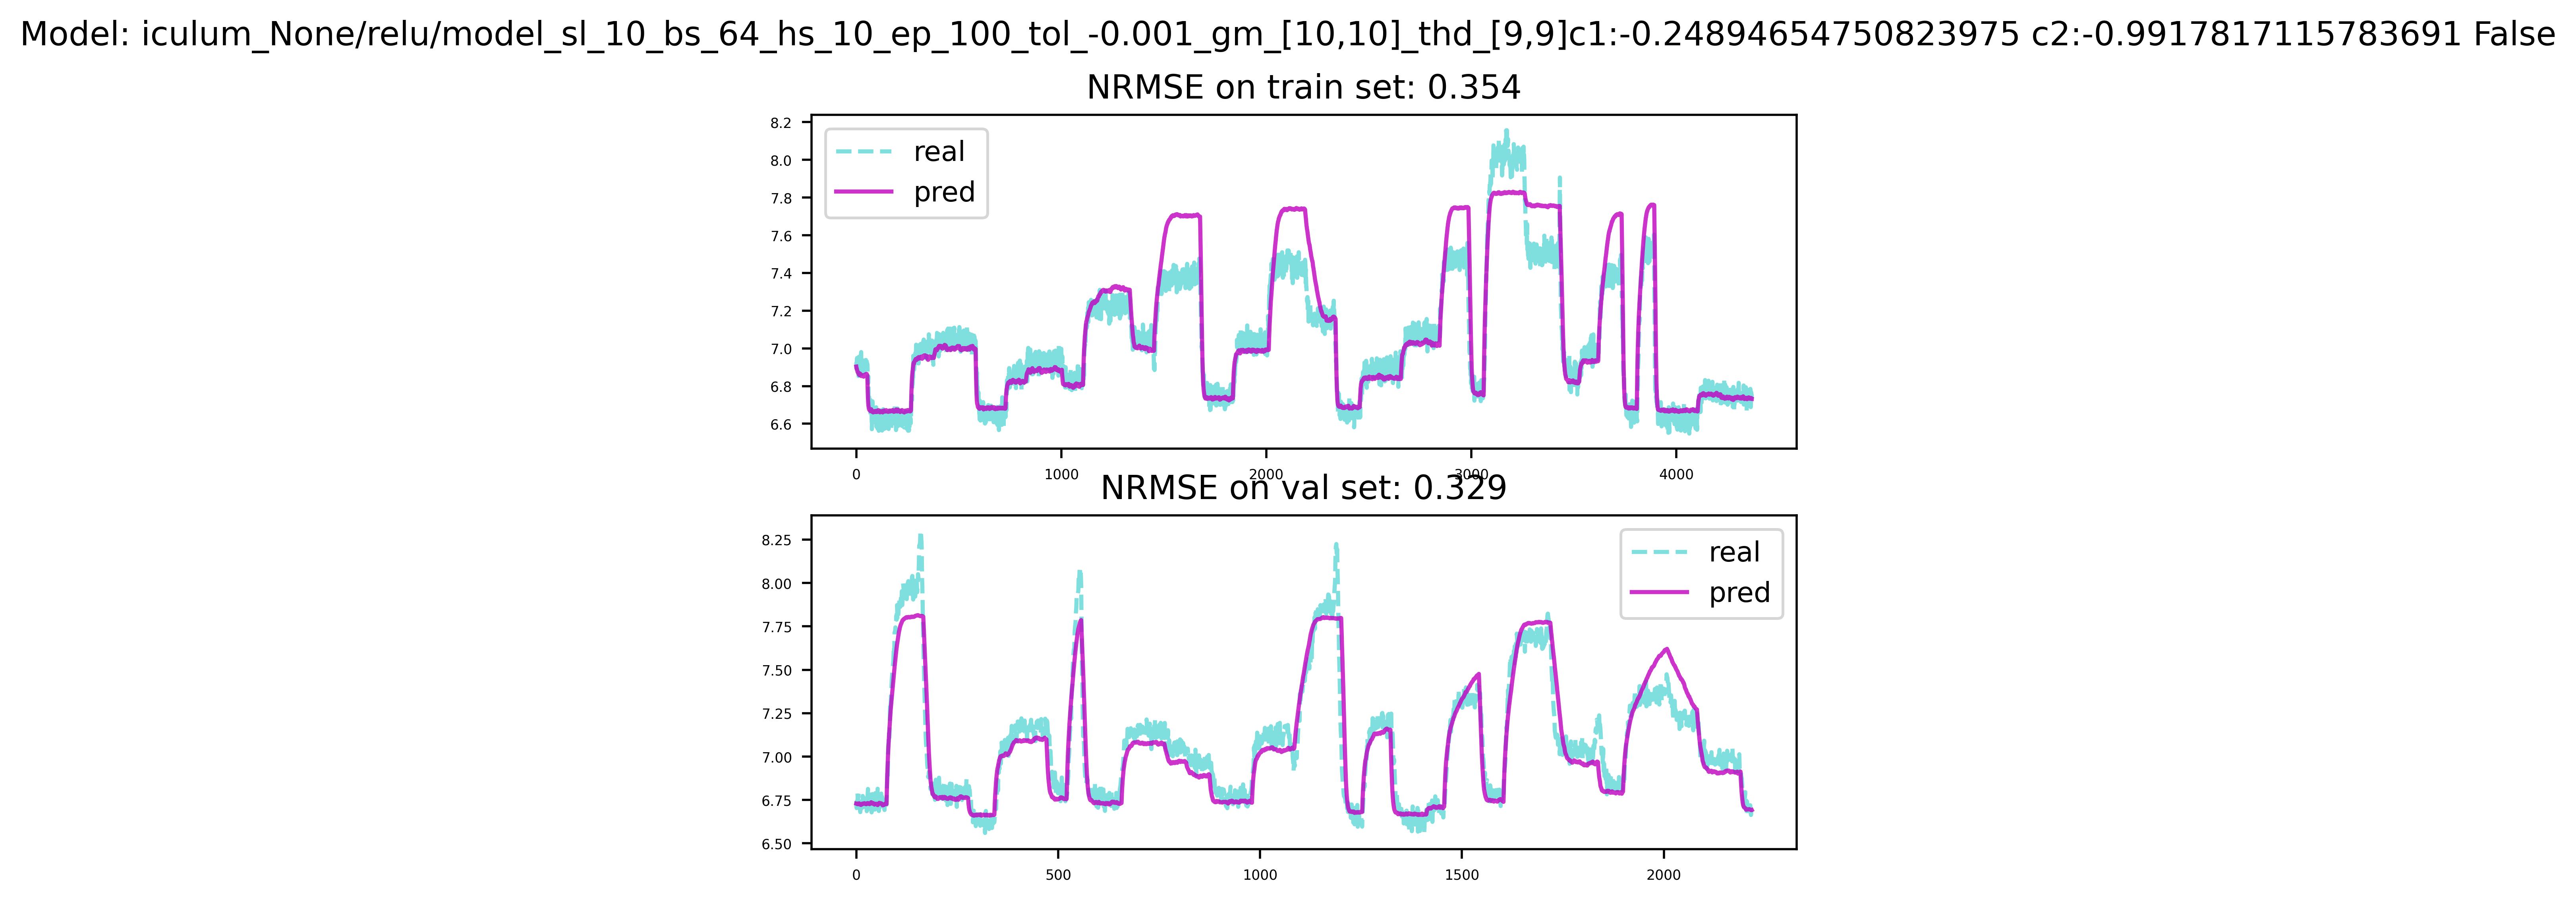 Model: iculum_None/relu/model_sl_10_bs_64_hs_10_ep_100_tol_-0.001_gm_[10,10]_thd_[9,9]c1:-0.24894654750823975 c2:-0.9917817115783691 False
NRMSE on train set: 0.354
8.2
8.0
7.8
7.6
7.4
7.2
7.0
6.8
6.6
real
pred
0 1000 2000 3000 4000
NRMSE on val set: 0.329
8.25
8.00
7.75
7.50
7.25
7.00
6.75
6.50
real
pred
0 500 1000 1500 2000